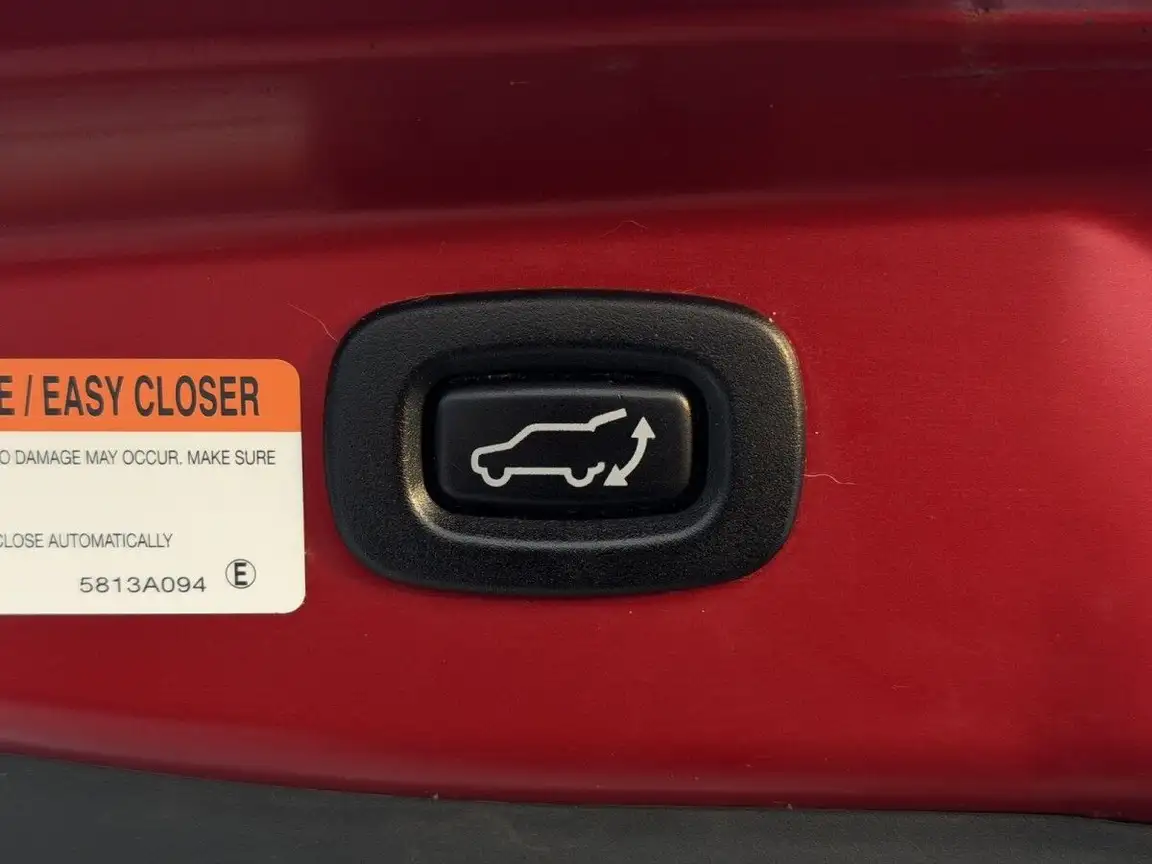 E / EASY CLOSER
O DAMAGE MAY OCCUR. MAKE SURE
CLOSE AUTOMATICALLY
5813A094 E